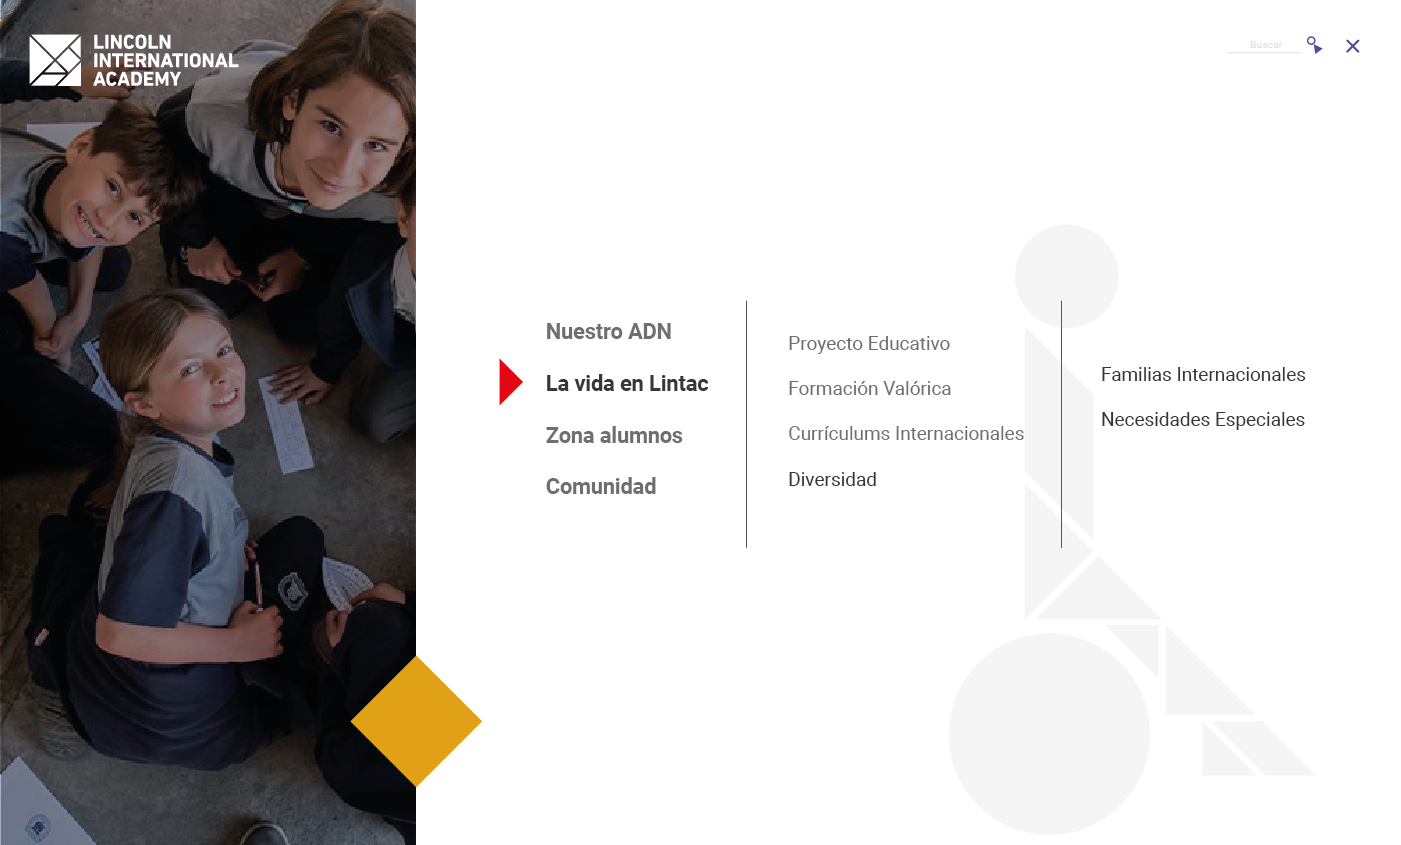 LINCOLN
INTERNATIONAL
ACADEMY
Buscar
Nuestro ADN
La vida en Lintac
Zona alumnos
Comunidad
Proyecto Educativo
Formación Valórica
Currículums Internacionales
Diversidad
Familias Internacionales
Necesidades Especiales